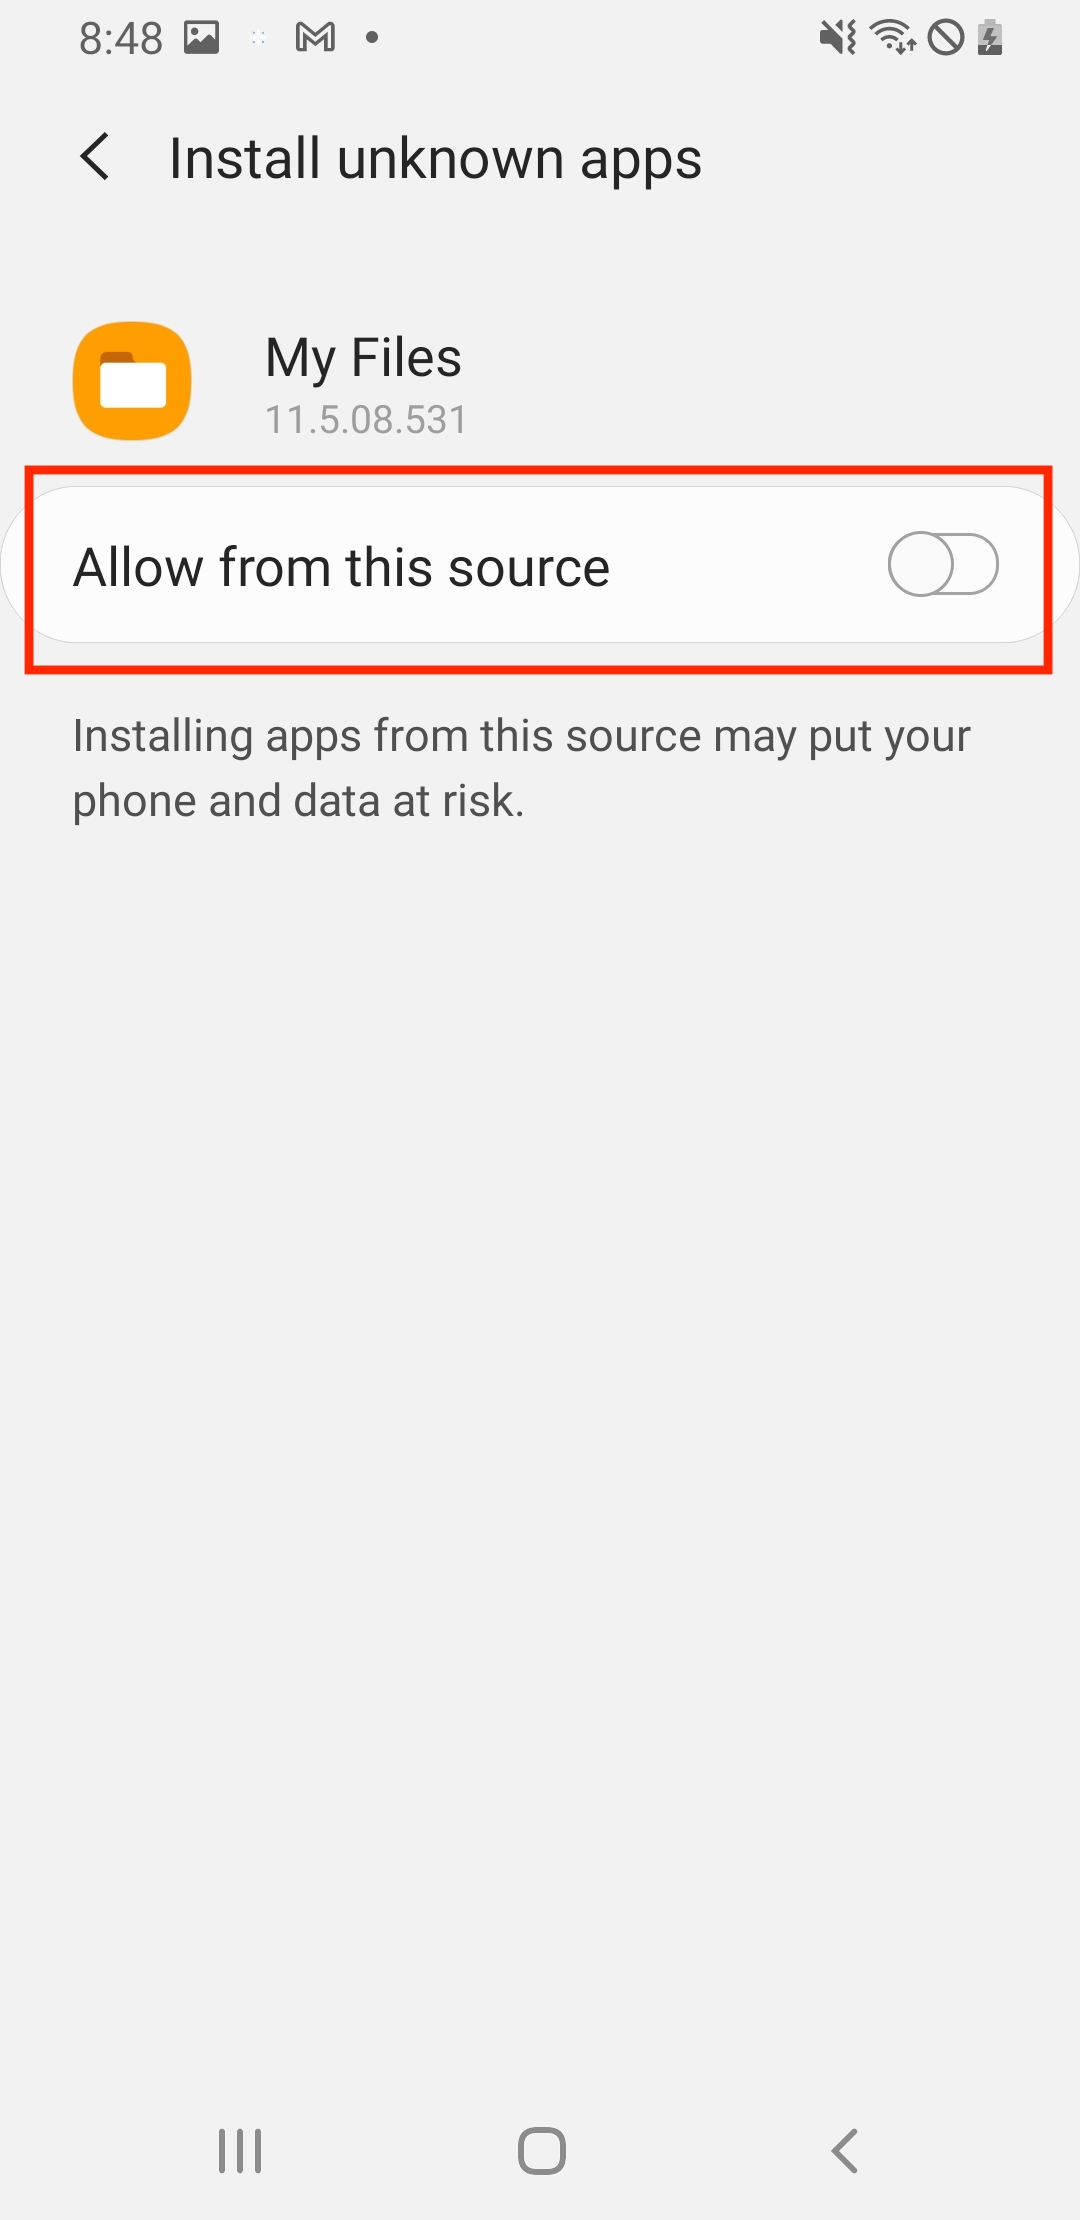 8:48
Install unknown apps
My Files
11.5.08.531
Allow from this source
Installing apps from this source may put your
phone and data at risk.